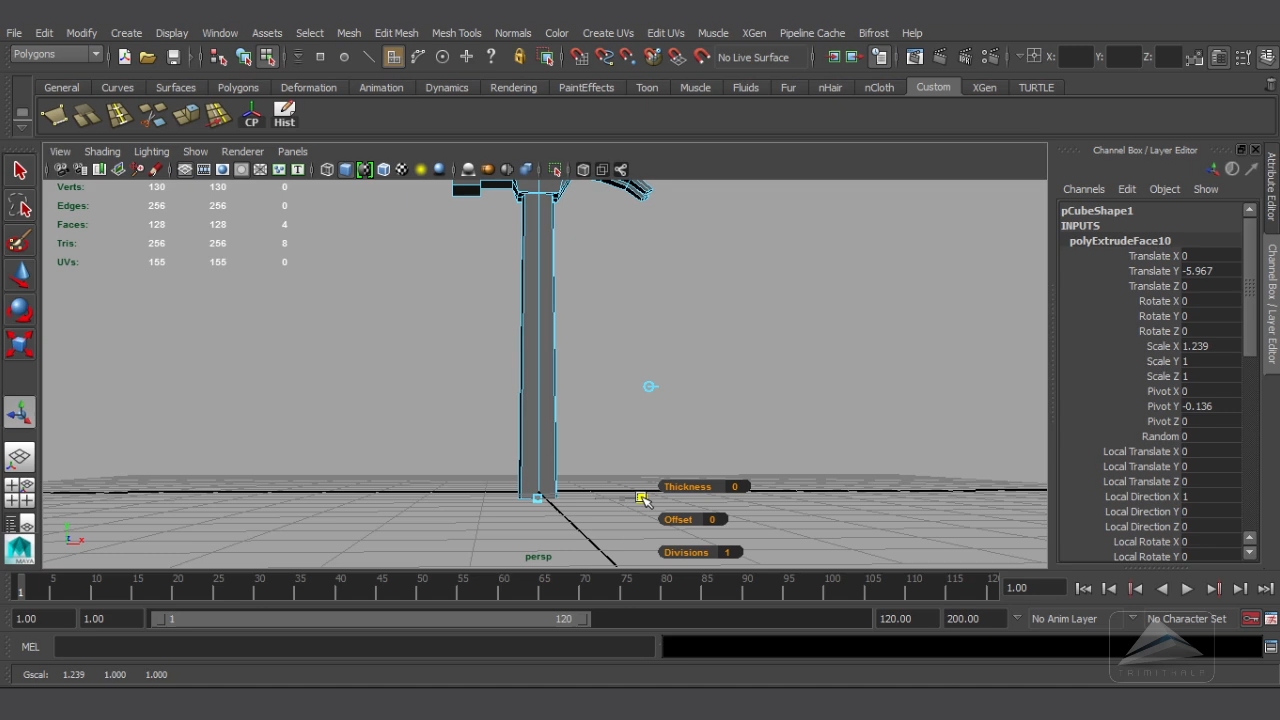 File Edit Modify Create Display Window Assets Select Mesh Edit Mesh Mesh Tools Normals Color Create UVs Edit UVs Muscle XGen Pipeline Cache Bifrost Help
Polygons No Live Surface X: Y: Z:
General Curves Surfaces Polygons Deformation Animation Dynamics Rendering PaintEffects Toon Muscle Fluids Fur nHair nCloth Custom XGen TURTLE
CP Hist
View Shading Lighting Show Renderer Panels
Channel Box / Layer Editor
Channels Edit Object Show
Verts: 130 130 0
Edges: 256 256 0
Faces: 128 128 4
Tris: 256 256 8
UVs: 155 155 0
pCubeShape1
INPUTS
polyExtrudeFace10
Translate X 0
Translate Y -5.967
Translate Z 0
Rotate X 0
Rotate Y 0
Rotate Z 0
Scale X 1.239
Scale Y 1
Scale Z 1
Pivot X 0
Pivot Y -0.136
Pivot Z 0
Random 0
Local Translate X 0
Local Translate Y 0
Local Translate Z 0
Local Direction X 1
Local Direction Y 0
Local Direction Z 0
Local Rotate X 0
Local Rotate Y 0
Local Rotate Z 0
Attribute Editor
Channel Box / Layer Editor
Thickness 0
Offset 0
Divisions 1
persp
y
x
MAYA
1 5 10 15 20 25 30 35 40 45 50 55 60 65 70 75 80 85 90 95 100 105 110 115 120 1.00
1.00 1.00 1 120 120.00 200.00 No Anim Layer No Character Set
MEL
Gscal: 1.239 1.000 1.000
TRIMITHALS